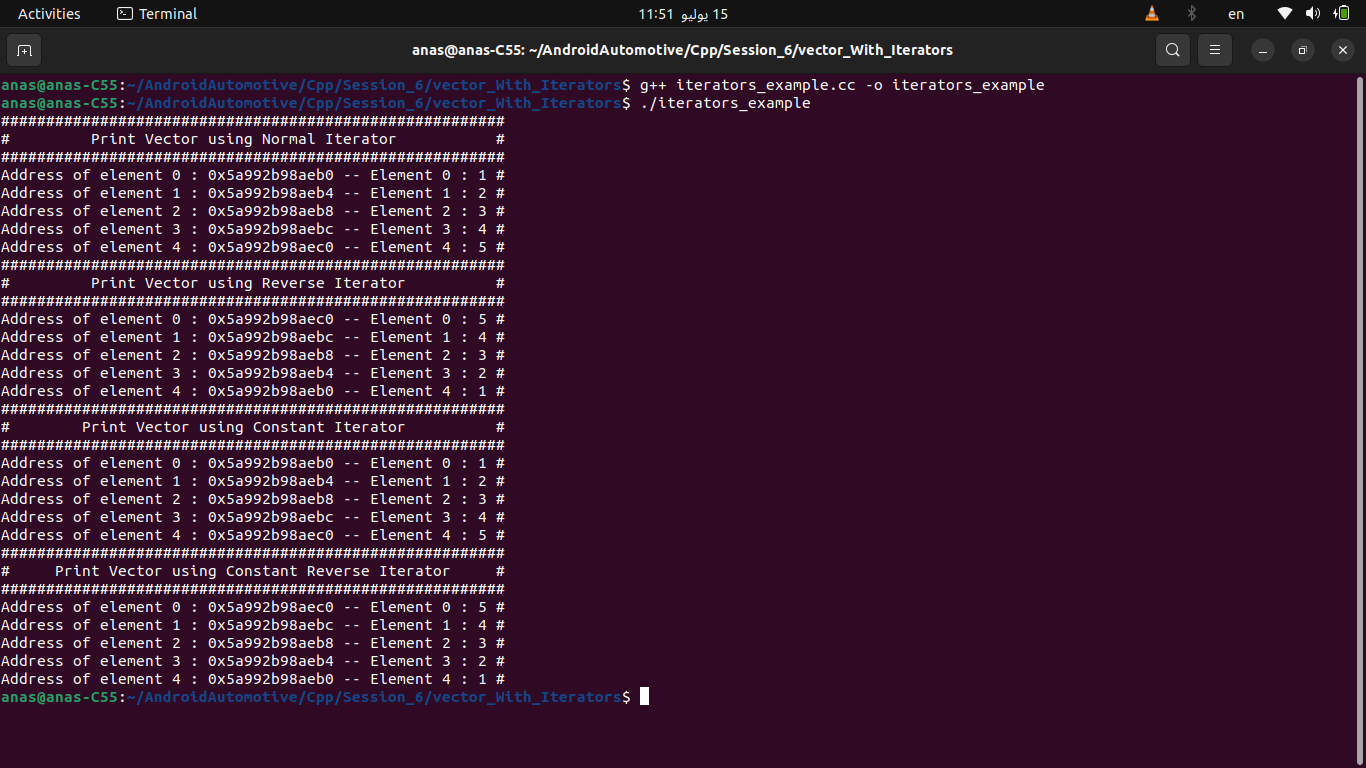 Activities Terminal 15 يوليو 11:51 en
anas@anas-C55: ~/AndroidAutomotive/Cpp/Session_6/vector_With_Iterators
anas@anas-C55:~/AndroidAutomotive/Cpp/Session_6/vector_With_Iterators$ g++ iterators_example.cc -o iterators_example
anas@anas-C55:~/AndroidAutomotive/Cpp/Session_6/vector_With_Iterators$ ./iterators_example
########################################################
#         Print Vector using Normal Iterator           #
########################################################
Address of element 0 : 0x5a992b98aeb0 -- Element 0 : 1 #
Address of element 1 : 0x5a992b98aeb4 -- Element 1 : 2 #
Address of element 2 : 0x5a992b98aeb8 -- Element 2 : 3 #
Address of element 3 : 0x5a992b98aebc -- Element 3 : 4 #
Address of element 4 : 0x5a992b98aec0 -- Element 4 : 5 #
########################################################
#         Print Vector using Reverse Iterator          #
########################################################
Address of element 0 : 0x5a992b98aec0 -- Element 0 : 5 #
Address of element 1 : 0x5a992b98aebc -- Element 1 : 4 #
Address of element 2 : 0x5a992b98aeb8 -- Element 2 : 3 #
Address of element 3 : 0x5a992b98aeb4 -- Element 3 : 2 #
Address of element 4 : 0x5a992b98aeb0 -- Element 4 : 1 #
########################################################
#        Print Vector using Constant Iterator          #
########################################################
Address of element 0 : 0x5a992b98aeb0 -- Element 0 : 1 #
Address of element 1 : 0x5a992b98aeb4 -- Element 1 : 2 #
Address of element 2 : 0x5a992b98aeb8 -- Element 2 : 3 #
Address of element 3 : 0x5a992b98aebc -- Element 3 : 4 #
Address of element 4 : 0x5a992b98aec0 -- Element 4 : 5 #
########################################################
#     Print Vector using Constant Reverse Iterator     #
########################################################
Address of element 0 : 0x5a992b98aec0 -- Element 0 : 5 #
Address of element 1 : 0x5a992b98aebc -- Element 1 : 4 #
Address of element 2 : 0x5a992b98aeb8 -- Element 2 : 3 #
Address of element 3 : 0x5a992b98aeb4 -- Element 3 : 2 #
Address of element 4 : 0x5a992b98aeb0 -- Element 4 : 1 #
anas@anas-C55:~/AndroidAutomotive/Cpp/Session_6/vector_With_Iterators$